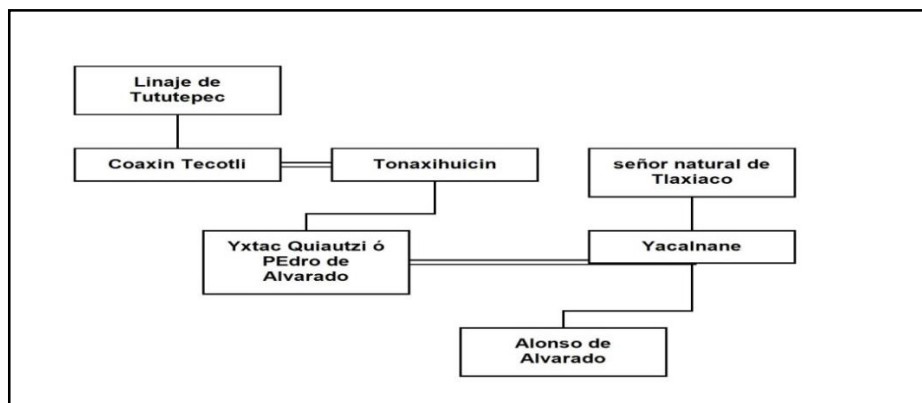 Linaje de
Tututepec
Coaxin Tecotli
Tonaxihuicin
señor natural de
Tlaxiaco
Yxtac Quiautzi ó
PEdro de
Alvarado
Yacalnane
Alonso de
Alvarado